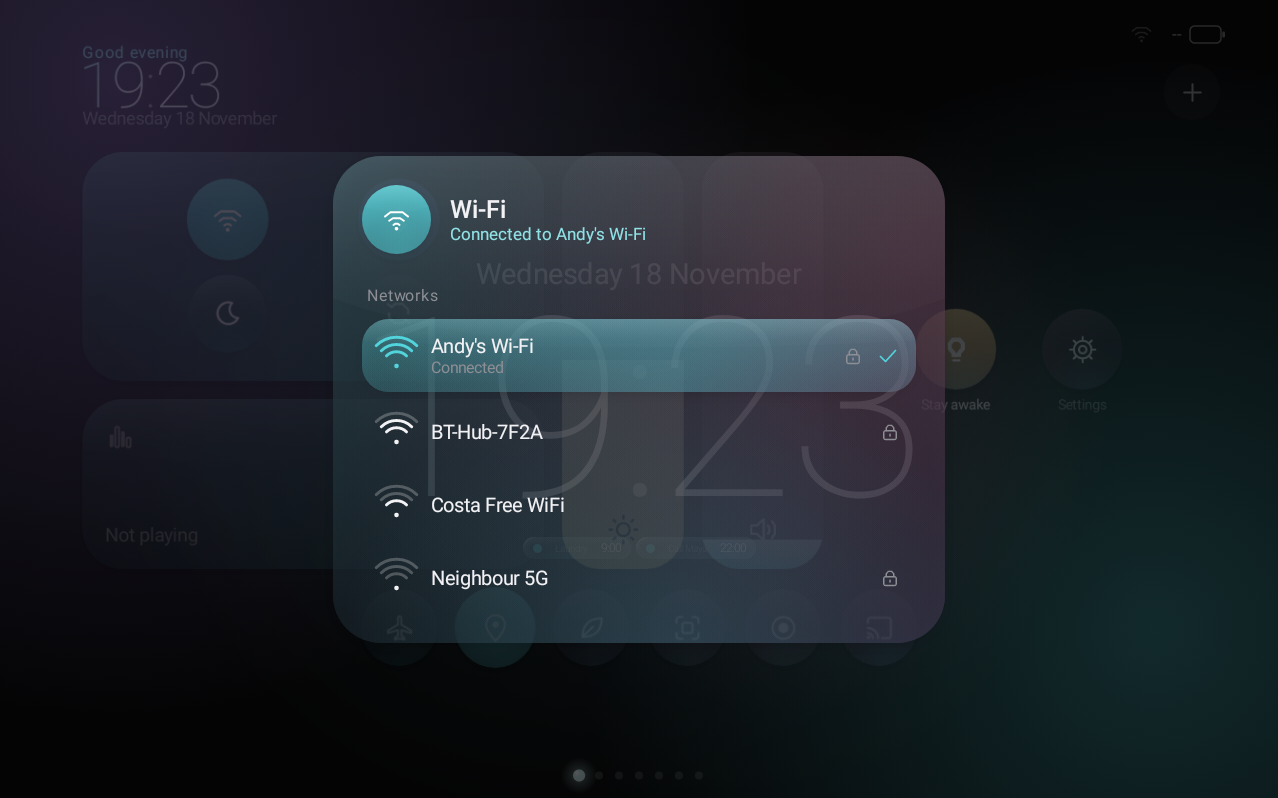 Good evening
19:23
Wednesday 18 November
Wi-Fi
Connected to Andy's Wi-Fi
Wednesday 18 November
Networks
19:23
Andy's Wi-Fi
Connected
Stay awake
Settings
BT-Hub-7F2A
Costa Free WiFi
Not playing
9:00
22:00
Neighbour 5G